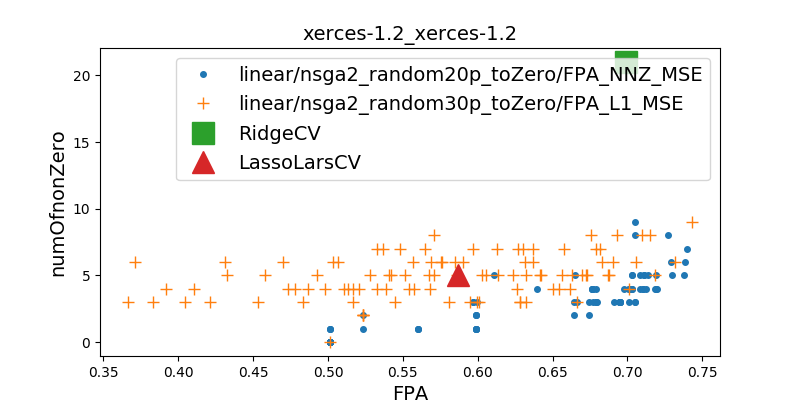 xerces-1.2_xerces-1.2
linear/nsga2_random20p_toZero/FPA_NNZ_MSE
linear/nsga2_random30p_toZero/FPA_L1_MSE
RidgeCV
LassoLarsCV
numOfnonZero
20
15
10
5
0
0.35 0.40 0.45 0.50 0.55 0.60 0.65 0.70 0.75
FPA